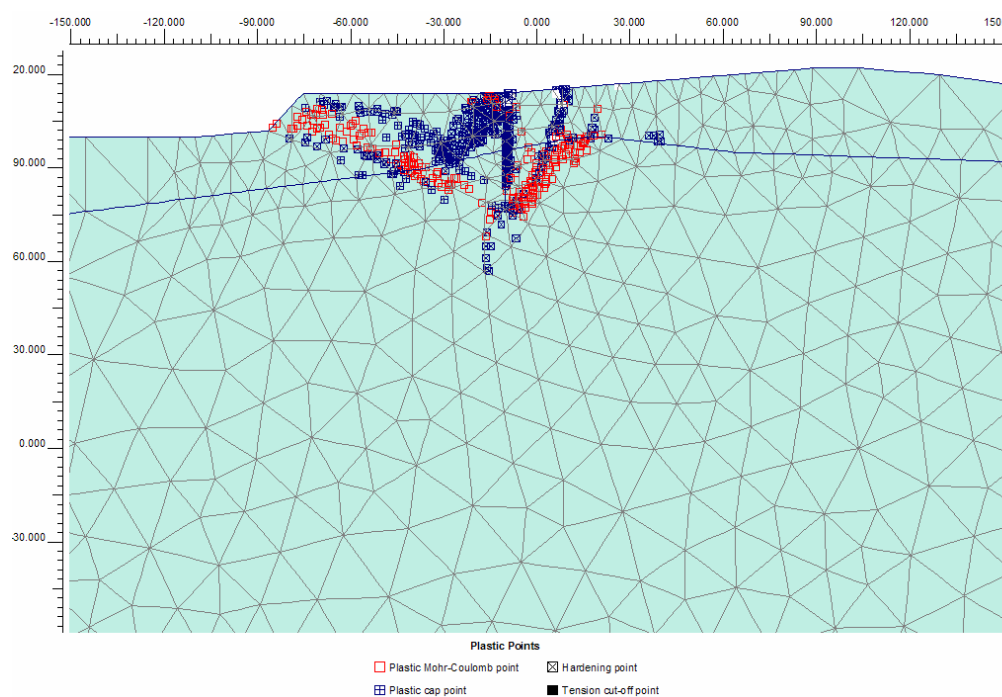 -150.000 -120.000 -90.000 -60.000 -30.000 0.000 30.000 60.000 90.000 120.000 150
20.000
90.000
60.000
30.000
0.000
-30.000
Plastic Points
Plastic Mohr-Coulomb point Hardening point
Plastic cap point Tension cut-off point